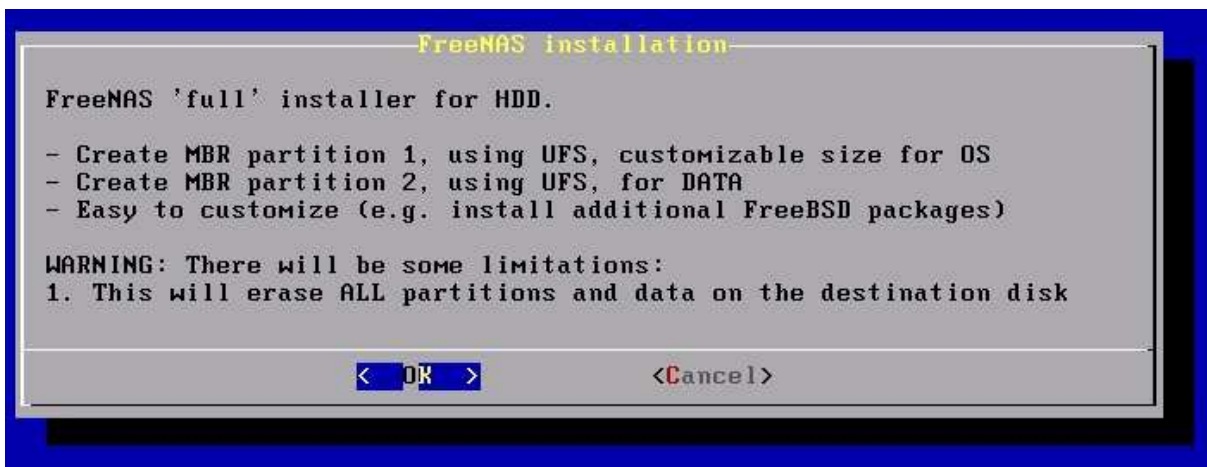 FreeNAS installation
FreeNAS 'full' installer for HDD.
- Create MBR partition 1, using UFS, customizable size for OS
- Create MBR partition 2, using UFS, for DATA
- Easy to customize (e.g. install additional FreeBSD packages)
WARNING: There will be some limitations:
1. This will erase ALL partitions and data on the destination disk
< OK > <Cancel>